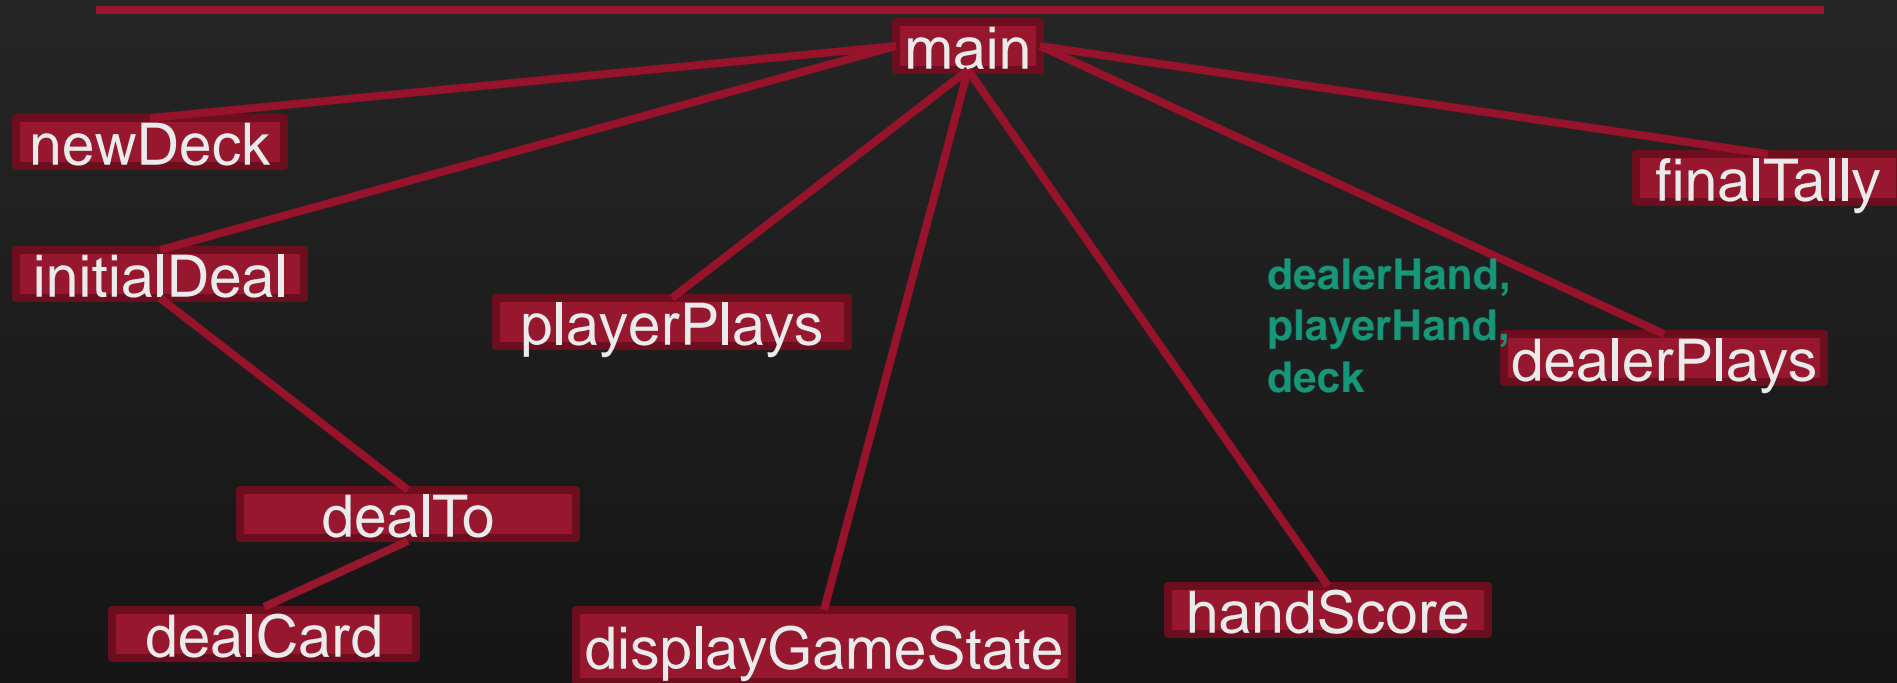 main
newDeck
finalTally
initialDeal
playerPlays
dealerHand,
playerHand,
deck
dealerPlays
dealTo
dealCard
displayGameState
handScore